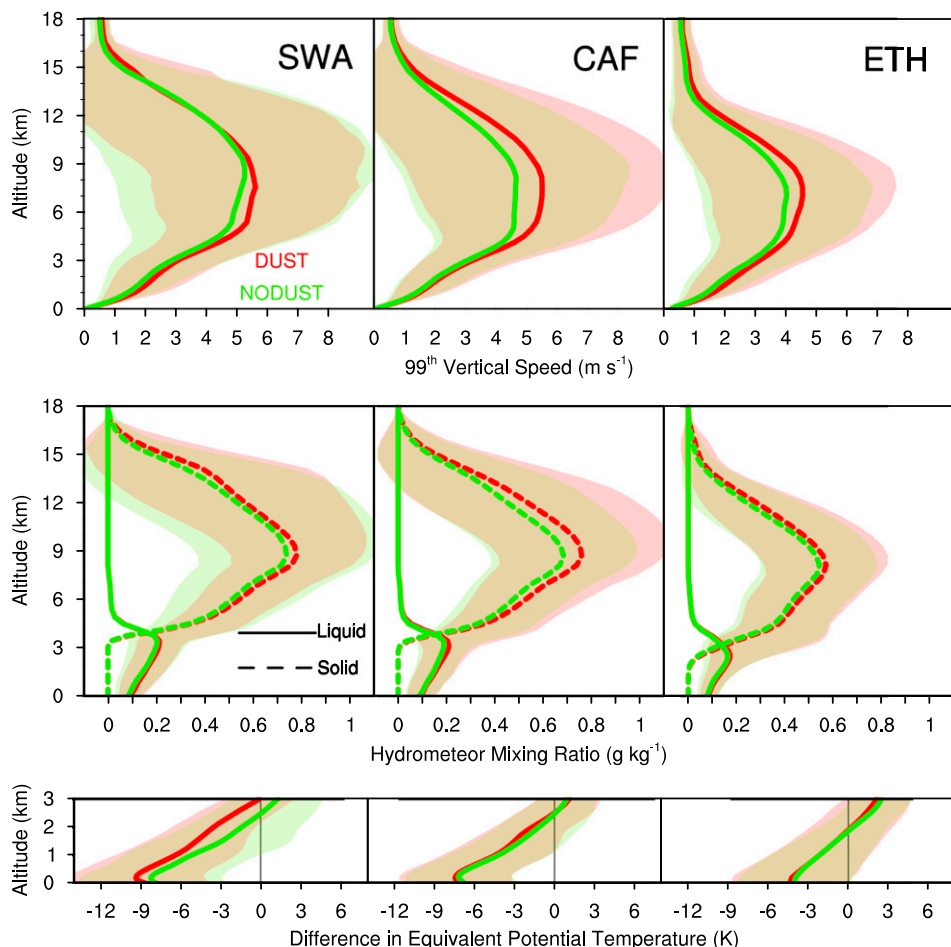 SWA CAF ETH
Altitude (km)
18
15
12
9
6
3
0
DUST
NODUST
0 1 2 3 4 5 6 7 8 0 1 2 3 4 5 6 7 8 0 1 2 3 4 5 6 7 8
99th Vertical Speed (m s-1)
Altitude (km)
18
15
12
9
6
3
0
Liquid
Solid
0 0.2 0.4 0.6 0.8 1 0 0.2 0.4 0.6 0.8 1 0 0.2 0.4 0.6 0.8 1
Hydrometeor Mixing Ratio (g kg-1)
Altitude (km)
3
2
1
0
-12 -9 -6 -3 0 3 6 -12 -9 -6 -3 0 3 6 -12 -9 -6 -3 0 3 6
Difference in Equivalent Potential Temperature (K)